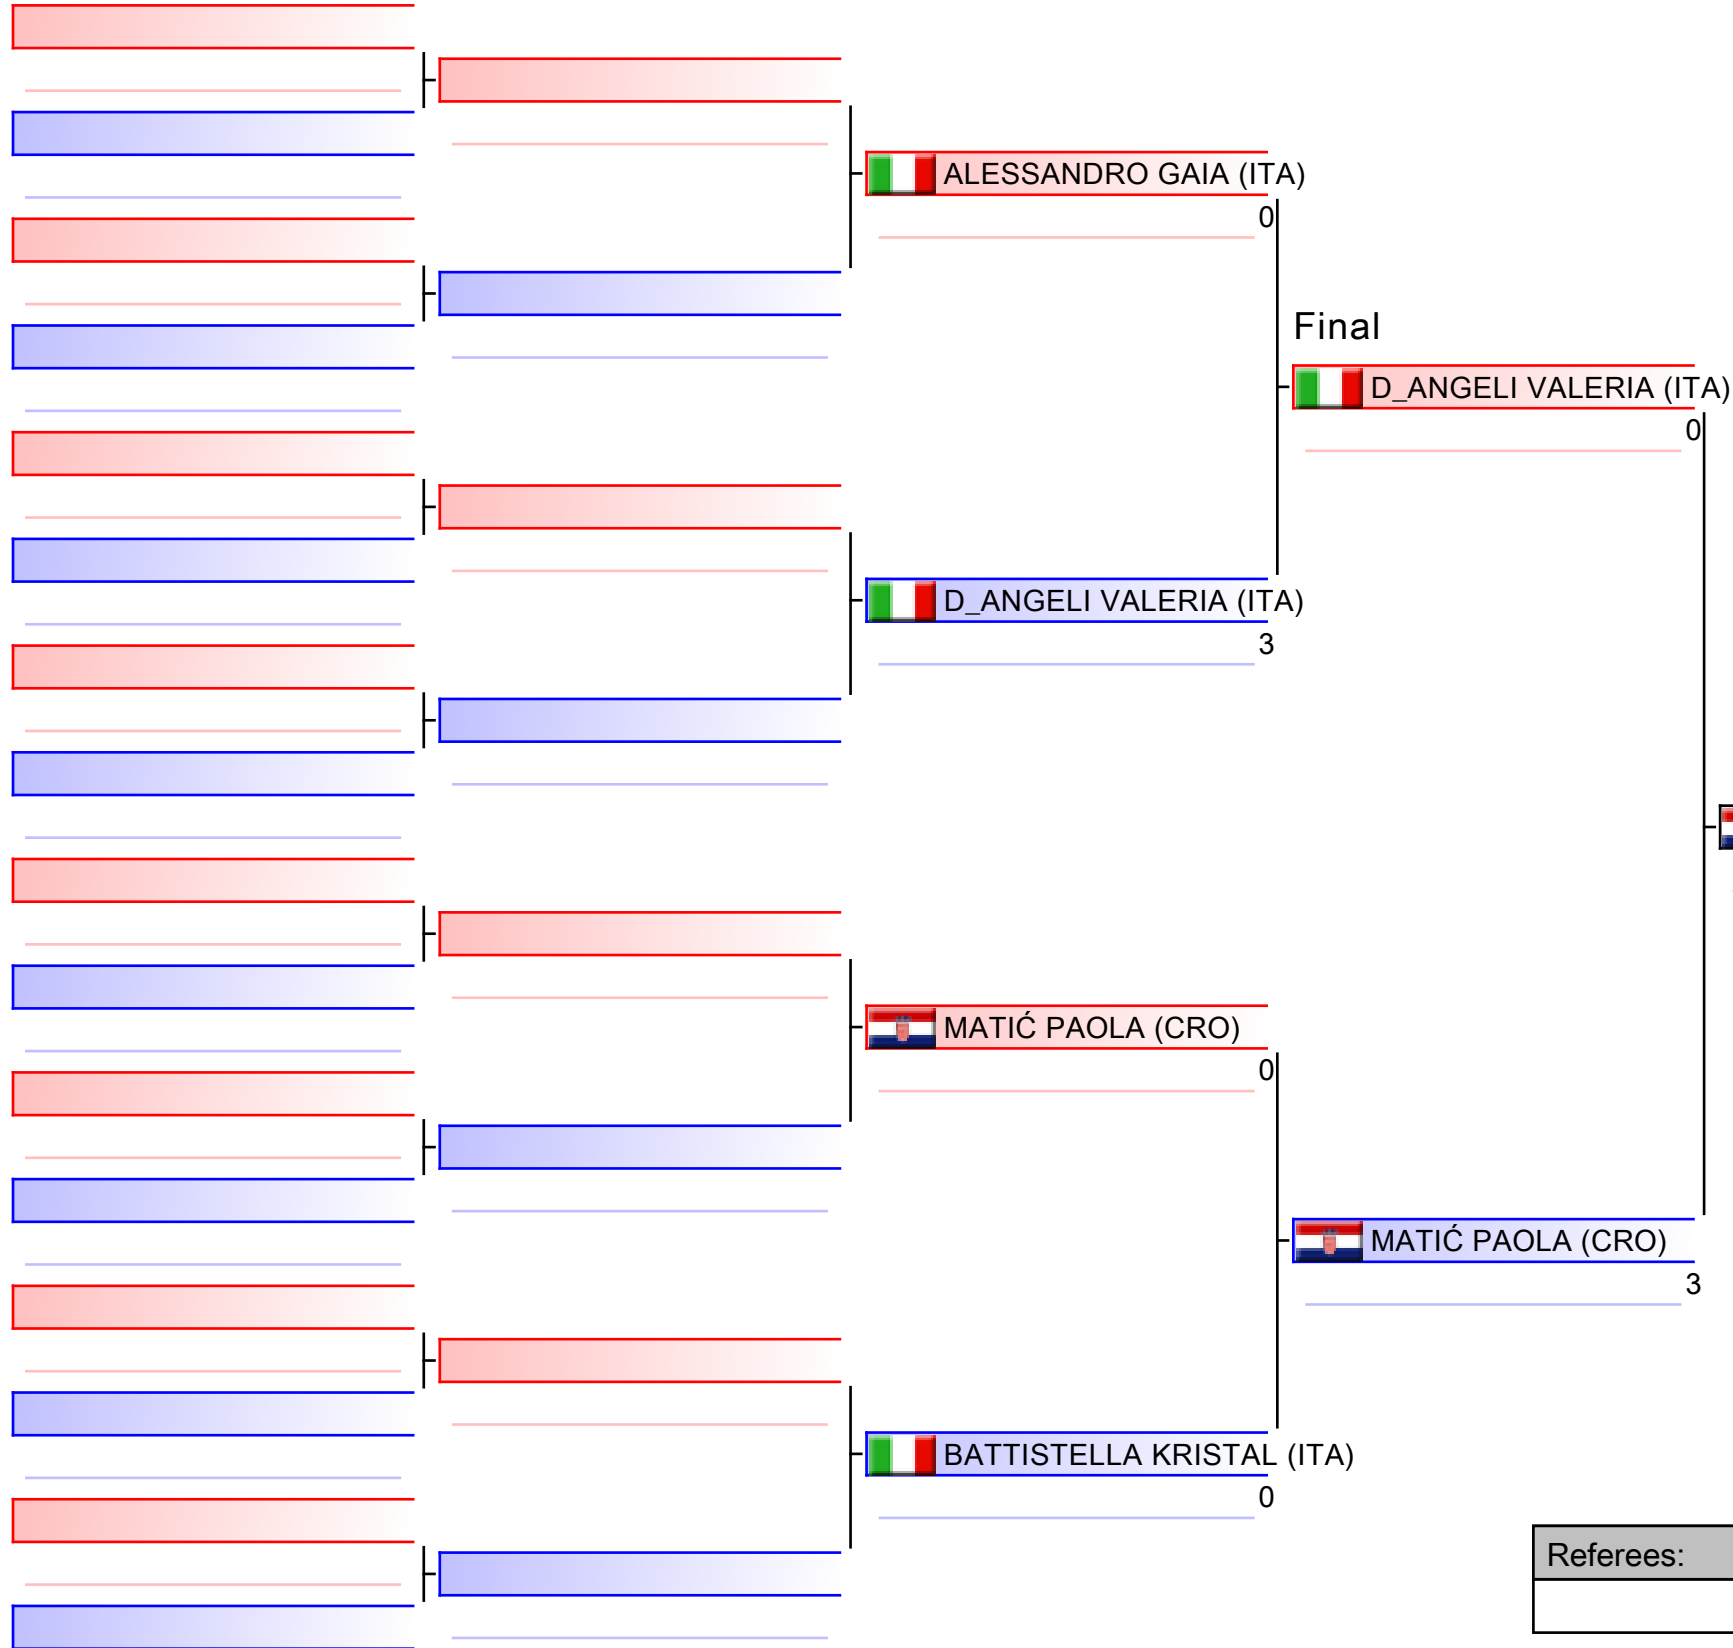 ALESSANDRO GAIA (ITA)
0
Final
D_ANGELI VALERIA (ITA)
0
D_ANGELI VALERIA (ITA)
3
MATIĆ PAOLA (CRO)
0
MATIĆ PAOLA (CRO)
3
BATTISTELLA KRISTAL (ITA)
0
Referees: